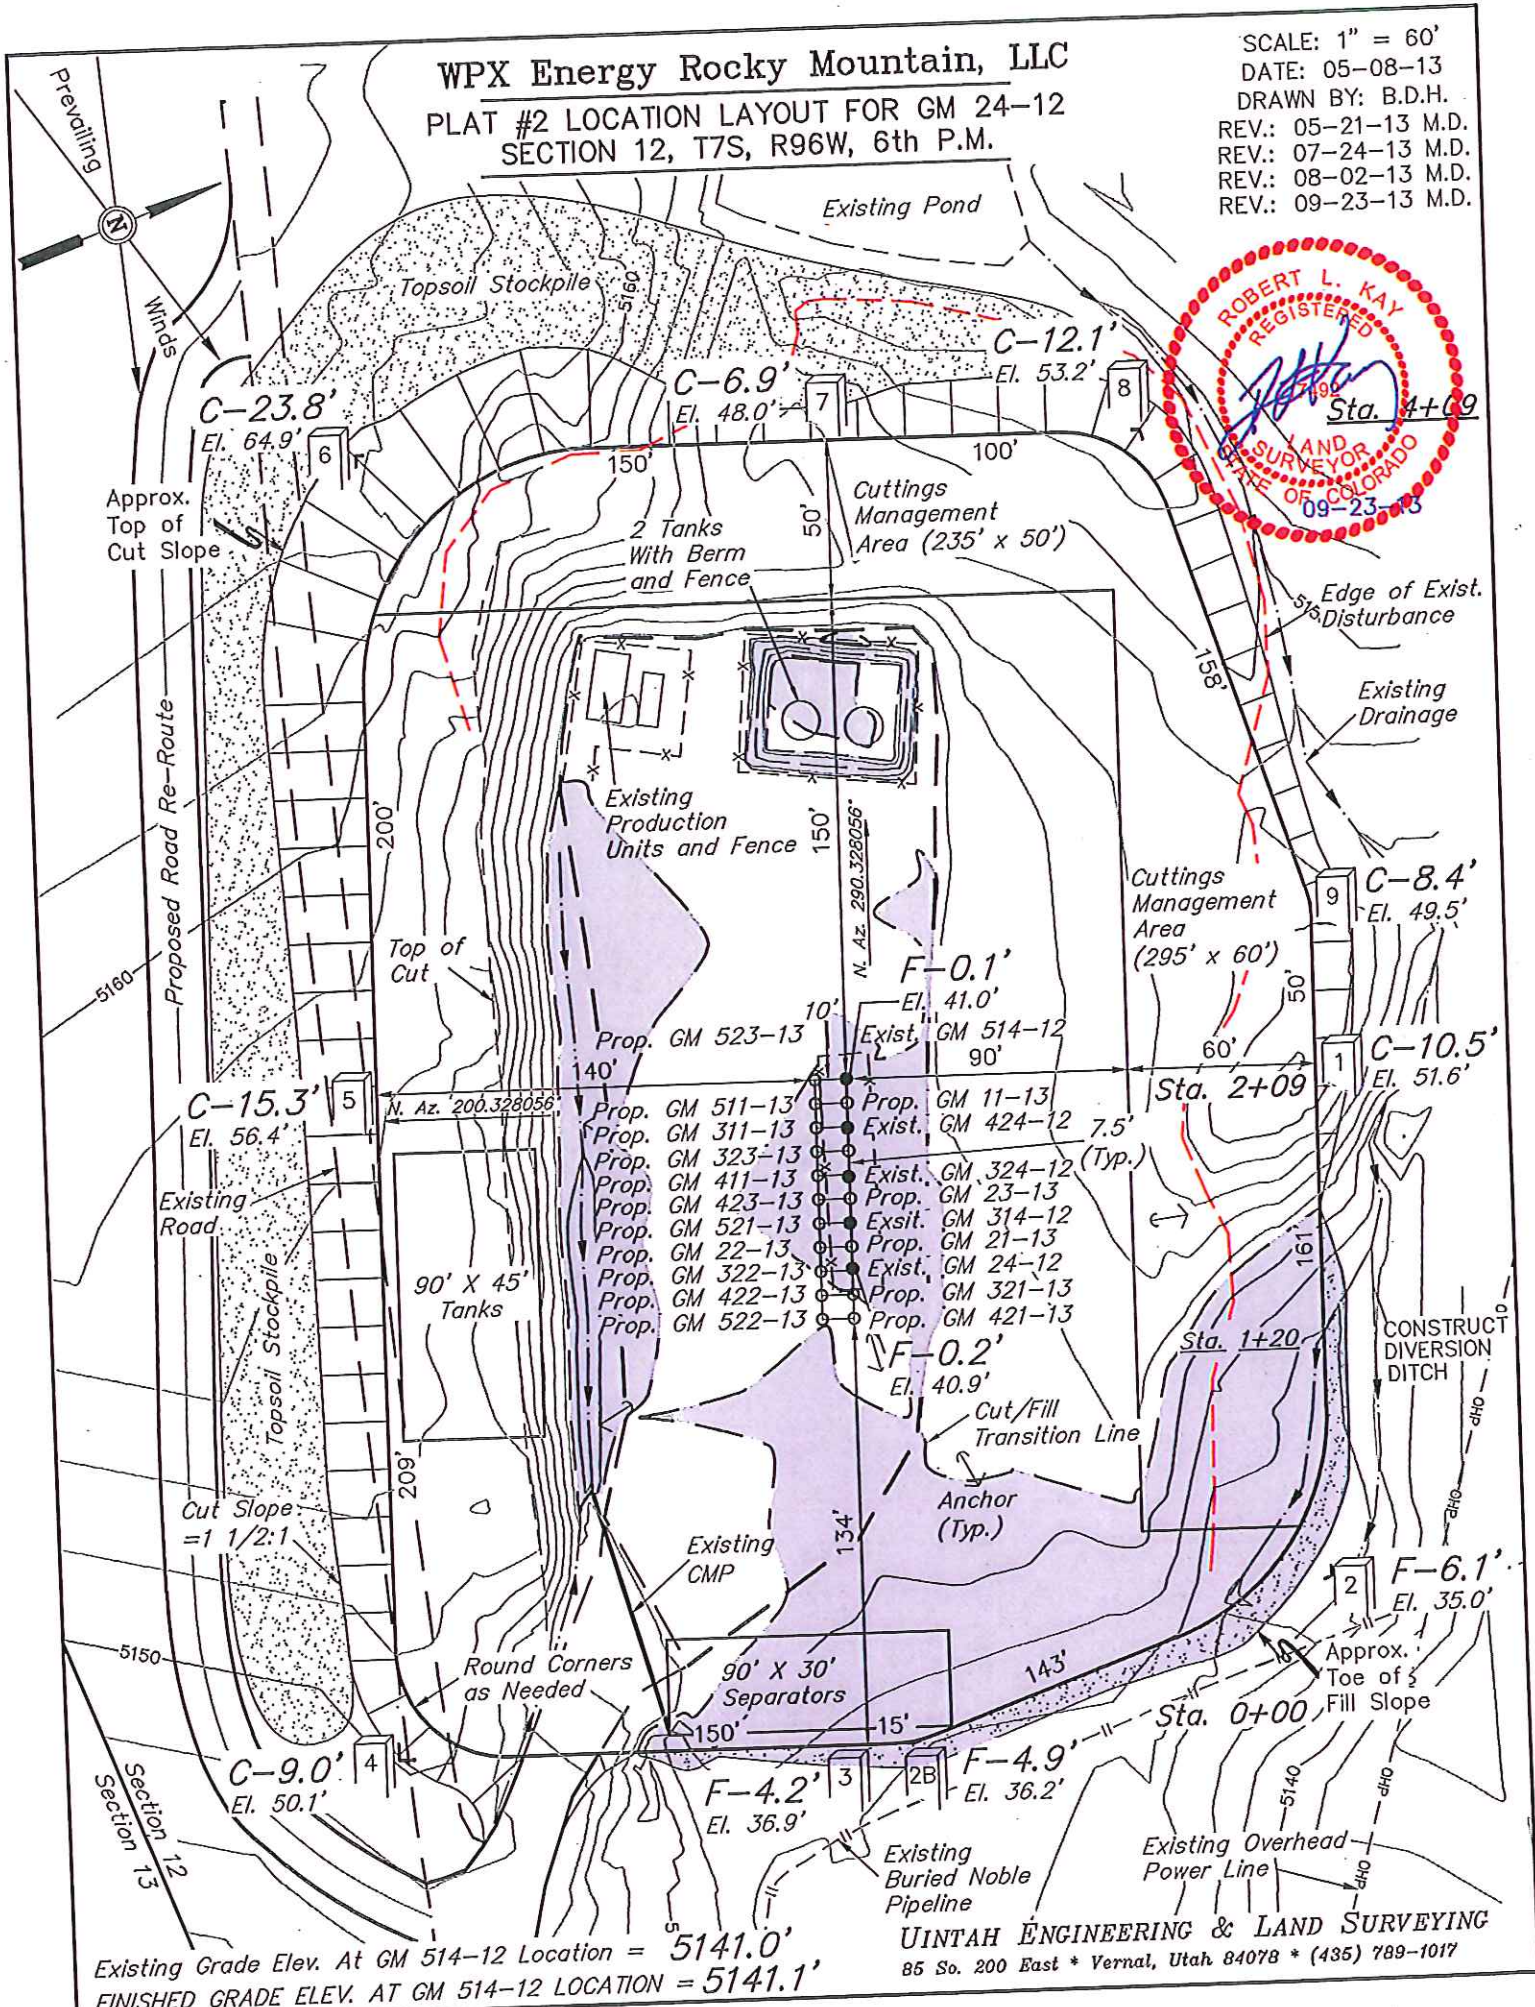 WPX Energy Rocky Mountain, LLC
PLAT #2 LOCATION LAYOUT FOR GM 24-12
SECTION 12, T7S, R96W, 6th P.M.
SCALE: 1" = 60'
DATE: 05-08-13
DRAWN BY: B.D.H.
REV.: 05-21-13 M.D.
REV.: 07-24-13 M.D.
REV.: 08-02-13 M.D.
REV.: 09-23-13 M.D.
Prevailing
N
Winds
Existing Pond
Topsoil Stockpile
5160
ROBERT L. KAY
REGISTERED
LAND
SURVEYOR
STATE OF COLORADO
09-23-13
Sta. 4+09
C-12.1'
El. 53.2'
8
C-6.9'
El. 48.0'
7
C-23.8'
El. 64.9'
6
150'
100'
Approx.
Top of
Cut Slope
2 Tanks
With Berm
and Fence
50'
Cuttings
Management
Area (235' x 50')
Edge of Exist.
Disturbance
158'
Existing
Drainage
Proposed Road Re-Route
200'
Existing
Production
Units and Fence
150'
N. Az. 290.328056°
Cuttings
Management
Area
(295' x 60')
9
C-8.4'
El. 49.5'
50'
Top of
Cut
5160
F-0.1'
El. 41.0'
10'
Prop. GM 523-13
Exist. GM 514-12
140'
90'
60'
1
C-10.5'
El. 51.6'
Sta. 2+09
C-15.3'
El. 56.4'
5
N. Az. 200.328056
Prop. GM 511-13
Prop. GM 11-13
Prop. GM 311-13
Exist. GM 424-12
7.5'
(Typ.)
Prop. GM 323-13
Prop. GM 411-13
Exist. GM 324-12
Prop. GM 423-13
Prop. GM 23-13
Prop. GM 521-13
Exsit. GM 314-12
Prop. GM 22-13
Prop. GM 21-13
Prop. GM 322-13
Exist. GM 24-12
Prop. GM 422-13
Prop. GM 321-13
Prop. GM 522-13
Prop. GM 421-13
Existing
Road
90' X 45'
Tanks
161'
Topsoil Stockpile
Sta. 1+20
CONSTRUCT
DIVERSION
DITCH
F-0.2'
El. 40.9'
Cut/Fill
Transition Line
OHP
OHP
209'
Cut Slope
=1 1/2:1
Anchor
(Typ.)
134'
Existing
CMP
2
F-6.1'
El. 35.0'
5150
Round Corners
as Needed
90' X 30'
Separators
143'
Approx.
Toe of
Fill Slope
Sta. 0+00
150'
15'
C-9.0'
El. 50.1'
4
F-4.2'
El. 36.9'
3
2B
F-4.9'
El. 36.2'
Section 12
Section 13
5140
OHP
OHP
Existing
Buried Noble
Pipeline
Existing Overhead
Power Line
UINTAH ENGINEERING & LAND SURVEYING
85 So. 200 East * Vernal, Utah 84078 * (435) 789-1017
Existing Grade Elev. At GM 514-12 Location = 5141.0'
FINISHED GRADE ELEV. AT GM 514-12 LOCATION = 5141.1'